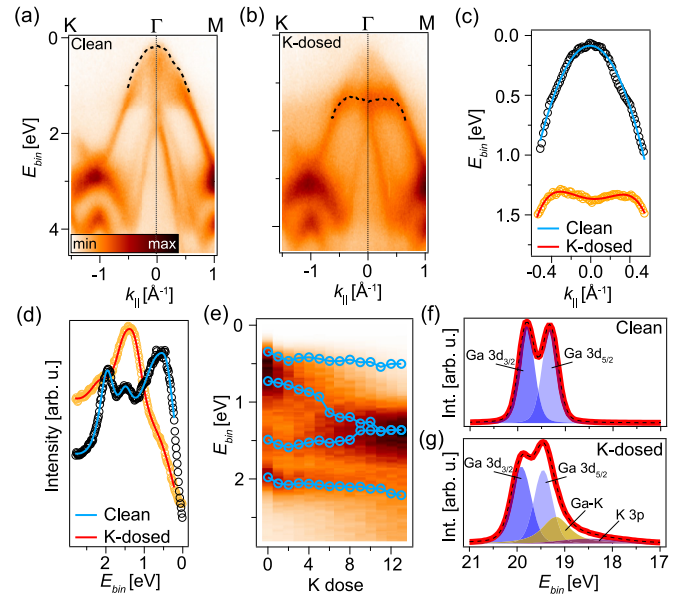 (a) K Γ M
Clean
0
2
4
E_bin [eV]
min max
-1 0 1
k_|| [Å⁻¹]
(b) K Γ M
K-dosed
-1 0 1
k_|| [Å⁻¹]
(c)
0.0
0.5
1.0
1.5
E_bin [eV]
Clean
K-dosed
-0.4 0.0 0.4
k_|| [Å⁻¹]
(d)
Intensity [arb. u.]
Clean
K-dosed
2 1 0
E_bin [eV]
(e)
0
1
2
E_bin [eV]
0 4 8 12
K dose
(f) Clean
Int. [arb. u.]
Ga 3d_3/2
Ga 3d_5/2
(g) K-dosed
Int. [arb. u.]
Ga 3d_3/2
Ga 3d_5/2
Ga-K
K 3p
21 20 19 18 17
E_bin [eV]